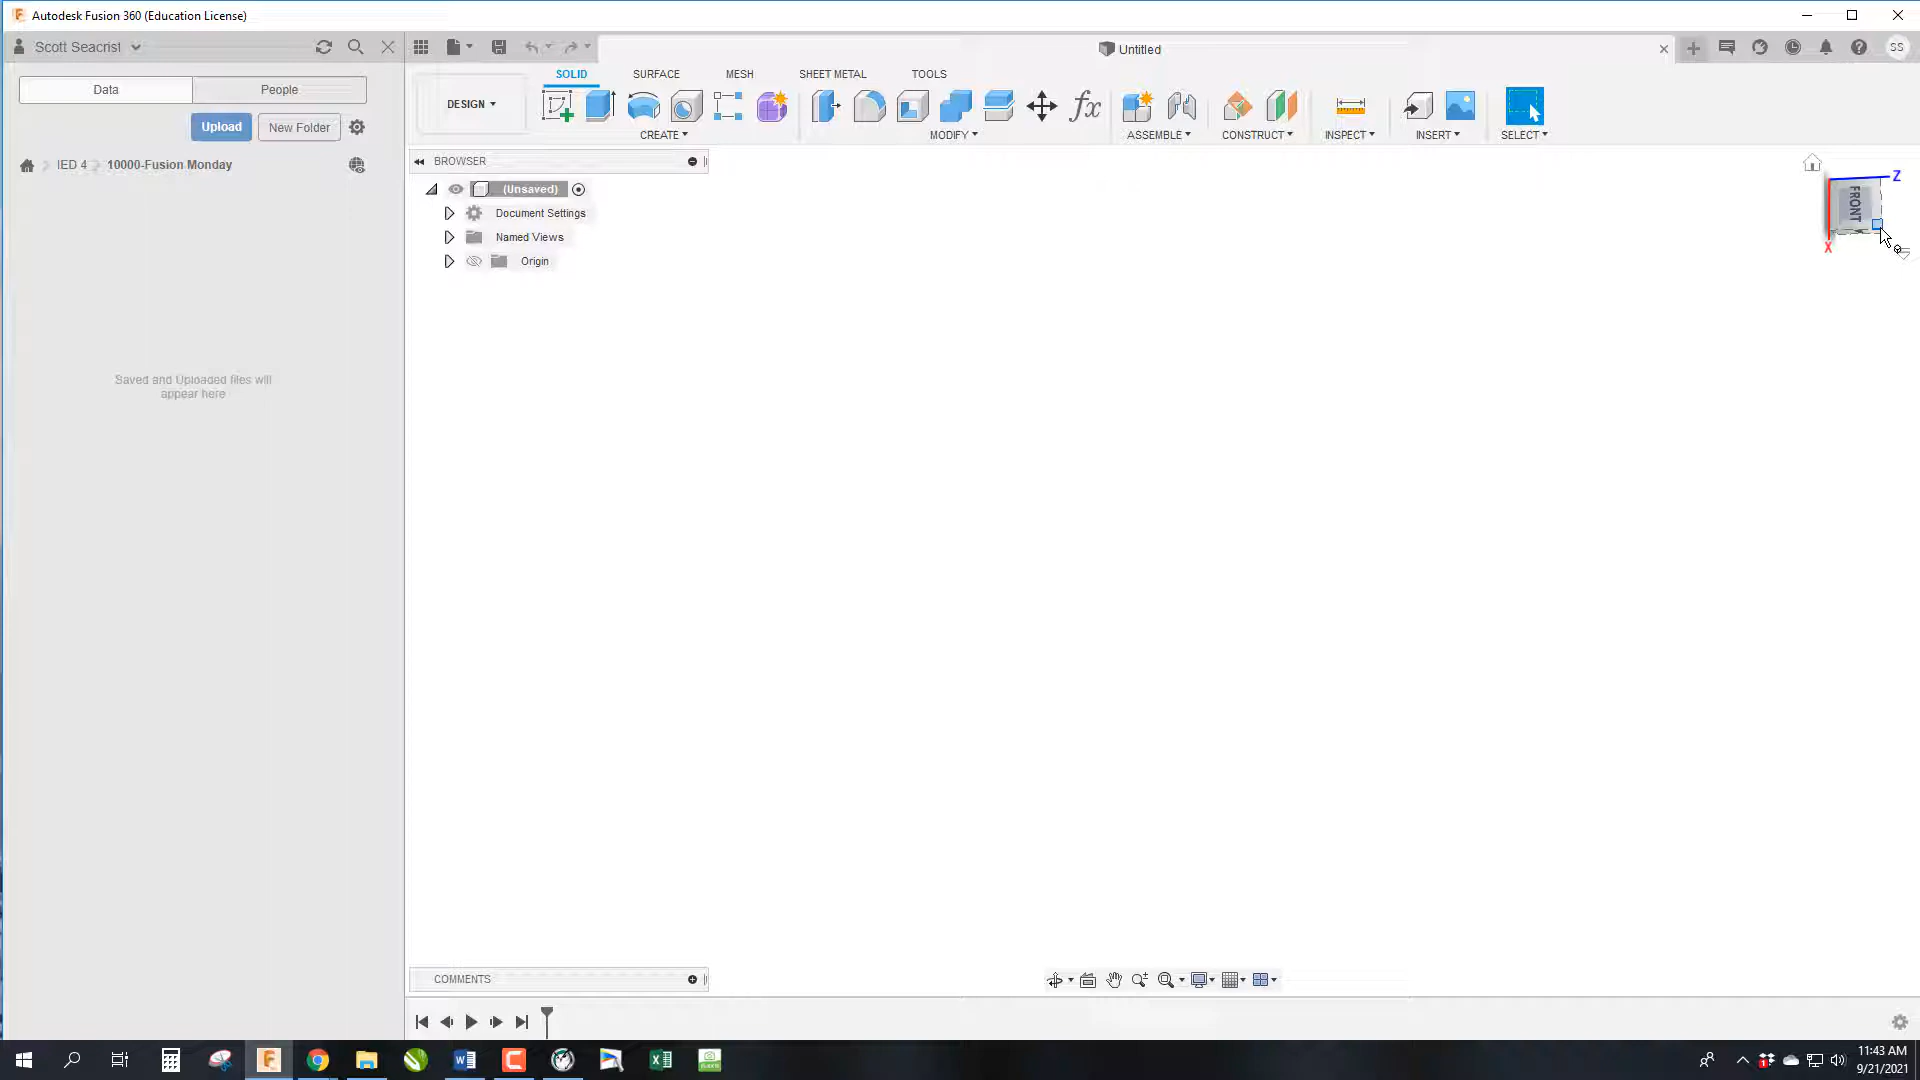 Autodesk Fusion 360 (Education License)
Scott Seacrist
Untitled
SS
Data
People
SOLID
SURFACE
MESH
SHEET METAL
TOOLS
DESIGN
Upload
New Folder
CREATE
MODIFY
ASSEMBLE
CONSTRUCT
INSPECT
INSERT
SELECT
IED 4
10000-Fusion Monday
BROWSER
(Unsaved)
Document Settings
Named Views
Origin
Z
FRONT
X
Saved and Uploaded files will
appear here
COMMENTS
11:43 AM
9/21/2021